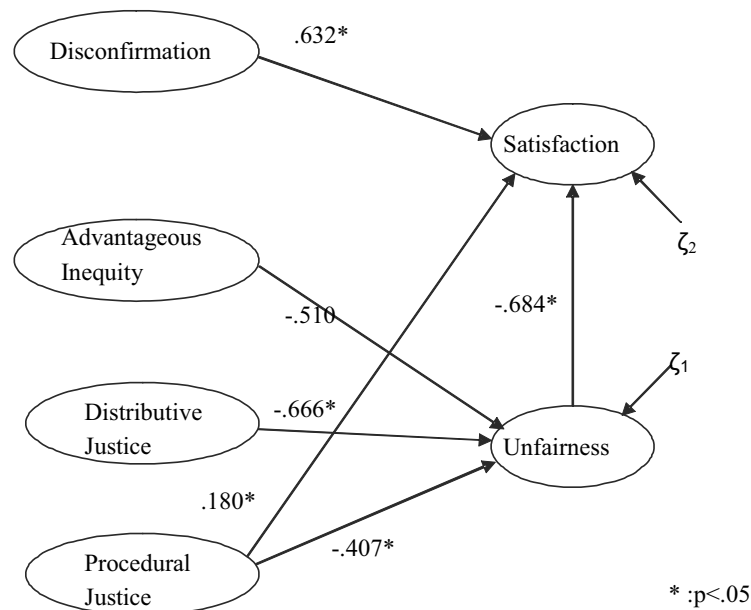 .632*
Disconfirmation
Satisfaction
Advantageous
Inequity
ζ2
-.684*
-.510
ζ1
Distributive
Justice
-.666*
Unfairness
.180*
-.407*
Procedural
Justice
* :p<.05